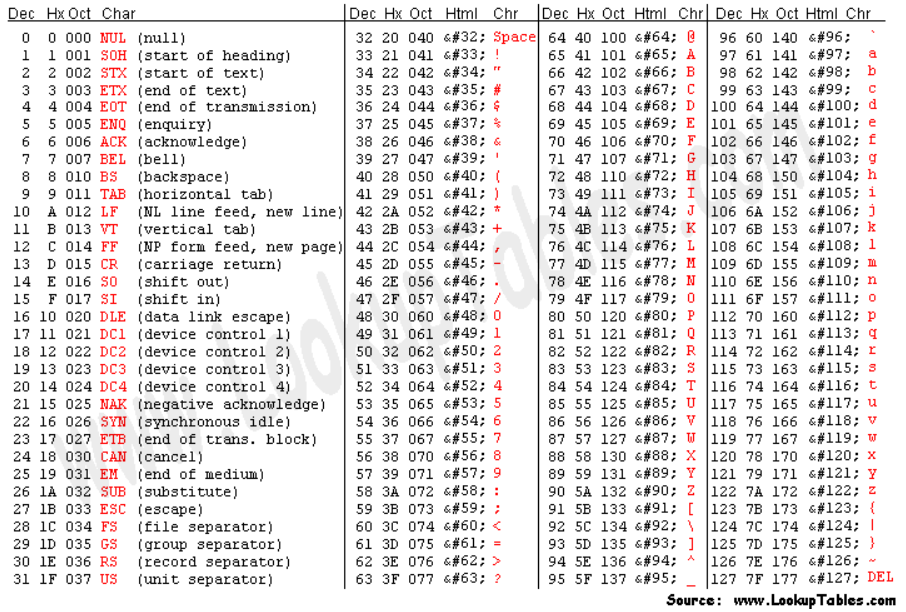 Dec Hx Oct Char Dec Hx Oct Html Chr Dec Hx Oct Html Chr Dec Hx Oct Html Chr
0 0 000 NUL (null) 32 20 040 &#32; Space 64 40 100 &#64; @ 96 60 140 &#96; `
1 1 001 SOH (start of heading) 33 21 041 &#33; ! 65 41 101 &#65; A 97 61 141 &#97; a
2 2 002 STX (start of text) 34 22 042 &#34; " 66 42 102 &#66; B 98 62 142 &#98; b
3 3 003 ETX (end of text) 35 23 043 &#35; # 67 43 103 &#67; C 99 63 143 &#99; c
4 4 004 EOT (end of transmission) 36 24 044 &#36; $ 68 44 104 &#68; D 100 64 144 &#100; d
5 5 005 ENQ (enquiry) 37 25 045 &#37; % 69 45 105 &#69; E 101 65 145 &#101; e
6 6 006 ACK (acknowledge) 38 26 046 &#38; & 70 46 106 &#70; F 102 66 146 &#102; f
7 7 007 BEL (bell) 39 27 047 &#39; ' 71 47 107 &#71; G 103 67 147 &#103; g
8 8 010 BS (backspace) 40 28 050 &#40; ( 72 48 110 &#72; H 104 68 150 &#104; h
9 9 011 TAB (horizontal tab) 41 29 051 &#41; ) 73 49 111 &#73; I 105 69 151 &#105; i
10 A 012 LF (NL line feed, new line) 42 2A 052 &#42; * 74 4A 112 &#74; J 106 6A 152 &#106; j
11 B 013 VT (vertical tab) 43 2B 053 &#43; + 75 4B 113 &#75; K 107 6B 153 &#107; k
12 C 014 FF (NP form feed, new page) 44 2C 054 &#44; , 76 4C 114 &#76; L 108 6C 154 &#108; l
13 D 015 CR (carriage return) 45 2D 055 &#45; - 77 4D 115 &#77; M 109 6D 155 &#109; m
14 E 016 SO (shift out) 46 2E 056 &#46; . 78 4E 116 &#78; N 110 6E 156 &#110; n
15 F 017 SI (shift in) 47 2F 057 &#47; / 79 4F 117 &#79; O 111 6F 157 &#111; o
16 10 020 DLE (data link escape) 48 30 060 &#48; 0 80 50 120 &#80; P 112 70 160 &#112; p
17 11 021 DC1 (device control 1) 49 31 061 &#49; 1 81 51 121 &#81; Q 113 71 161 &#113; q
18 12 022 DC2 (device control 2) 50 32 062 &#50; 2 82 52 122 &#82; R 114 72 162 &#114; r
19 13 023 DC3 (device control 3) 51 33 063 &#51; 3 83 53 123 &#83; S 115 73 163 &#115; s
20 14 024 DC4 (device control 4) 52 34 064 &#52; 4 84 54 124 &#84; T 116 74 164 &#116; t
21 15 025 NAK (negative acknowledge) 53 35 065 &#53; 5 85 55 125 &#85; U 117 75 165 &#117; u
22 16 026 SYN (synchronous idle) 54 36 066 &#54; 6 86 56 126 &#86; V 118 76 166 &#118; v
23 17 027 ETB (end of trans. block) 55 37 067 &#55; 7 87 57 127 &#87; W 119 77 167 &#119; w
24 18 030 CAN (cancel) 56 38 070 &#56; 8 88 58 130 &#88; X 120 78 170 &#120; x
25 19 031 EM (end of medium) 57 39 071 &#57; 9 89 59 131 &#89; Y 121 79 171 &#121; y
26 1A 032 SUB (substitute) 58 3A 072 &#58; : 90 5A 132 &#90; Z 122 7A 172 &#122; z
27 1B 033 ESC (escape) 59 3B 073 &#59; ; 91 5B 133 &#91; [ 123 7B 173 &#123; {
28 1C 034 FS (file separator) 60 3C 074 &#60; < 92 5C 134 &#92; \ 124 7C 174 &#124; |
29 1D 035 GS (group separator) 61 3D 075 &#61; = 93 5D 135 &#93; ] 125 7D 175 &#125; }
30 1E 036 RS (record separator) 62 3E 076 &#62; > 94 5E 136 &#94; ^ 126 7E 176 &#126; ~
31 1F 037 US (unit separator) 63 3F 077 &#63; ? 95 5F 137 &#95; _ 127 7F 177 &#127; DEL
www.LookupTables.com
Source: www.LookupTables.com